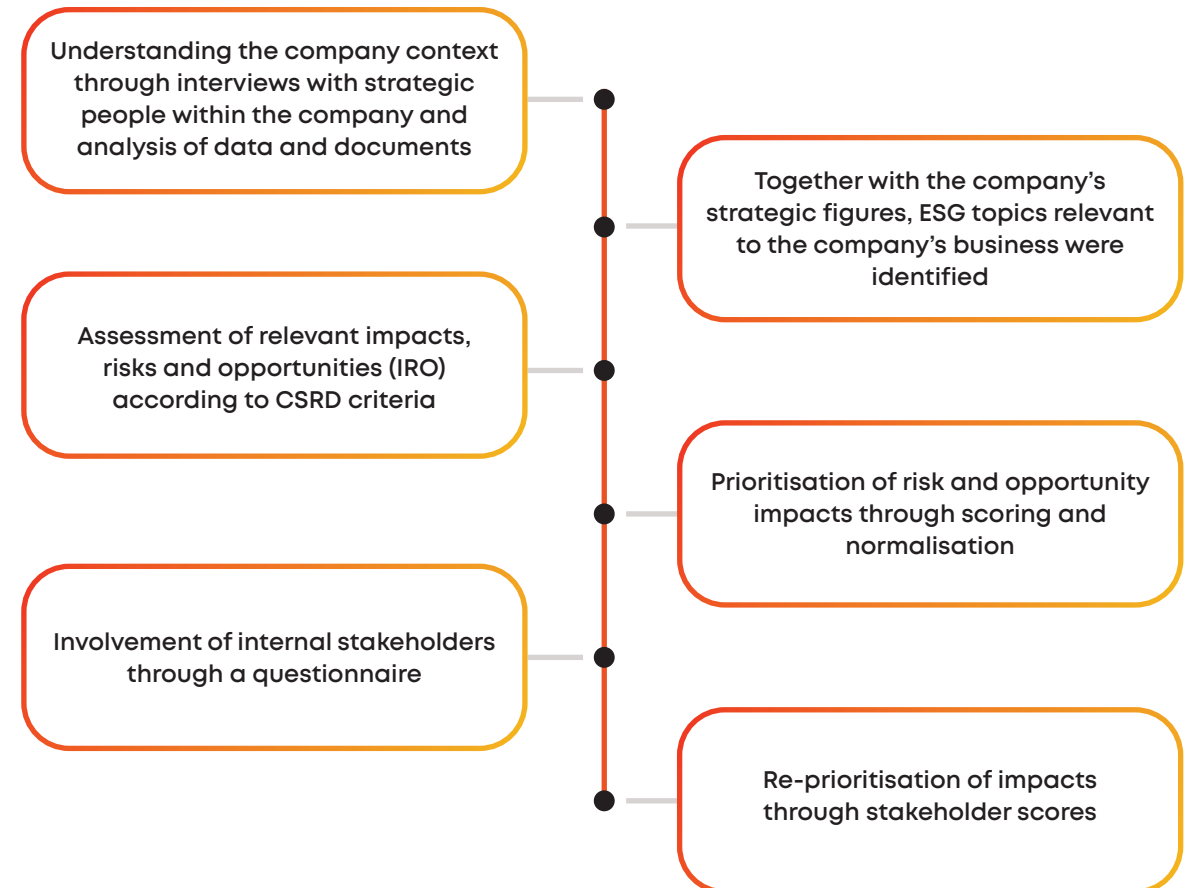 Understanding the company context
through interviews with strategic
people within the company and
analysis of data and documents
Together with the company’s
strategic figures, ESG topics relevant
to the company’s business were
identified
Assessment of relevant impacts,
risks and opportunities (IRO)
according to CSRD criteria
Prioritisation of risk and opportunity
impacts through scoring and
normalisation
Involvement of internal stakeholders
through a questionnaire
Re-prioritisation of impacts
through stakeholder scores